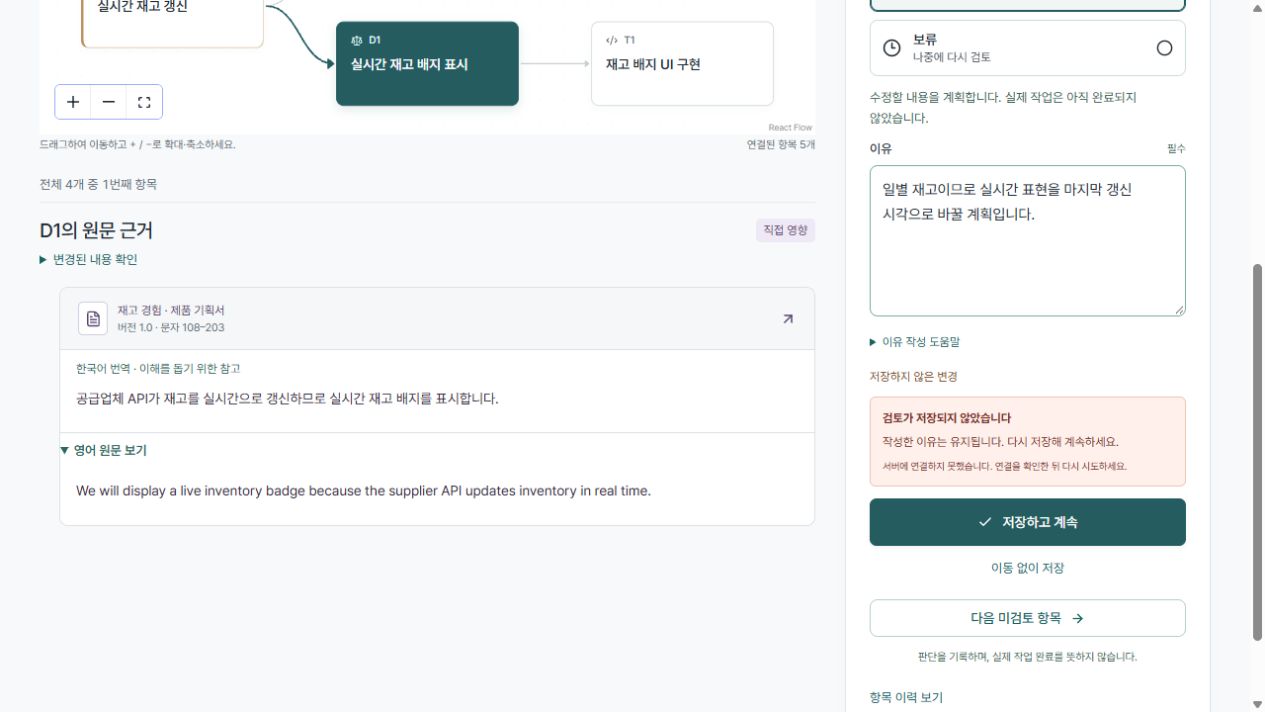 실시간 재고 갱신
D1
실시간 재고 배지 표시
T1
재고 배지 UI 구현
React Flow
드래그하여 이동하고 + / −로 확대·축소하세요.
연결된 항목 5개
전체 4개 중 1번째 항목
D1의 원문 근거
직접 영향
변경된 내용 확인
재고 경험 · 제품 기획서
버전 1.0 · 문자 108–203
한국어 번역 · 이해를 돕기 위한 참고
공급업체 API가 재고를 실시간으로 갱신하므로 실시간 재고 배지를 표시합니다.
영어 원문 보기
We will display a live inventory badge because the supplier API updates inventory in real time.
보류
나중에 다시 검토
수정할 내용을 계획합니다. 실제 작업은 아직 완료되지
않았습니다.
이유
필수
일별 재고이므로 실시간 표현을 마지막 갱신
시각으로 바꿀 계획입니다.
이유 작성 도움말
저장하지 않은 변경
검토가 저장되지 않았습니다
작성한 이유는 유지됩니다. 다시 저장해 계속하세요.
서버에 연결하지 못했습니다. 연결을 확인한 뒤 다시 시도하세요.
저장하고 계속
이동 없이 저장
다음 미검토 항목
판단을 기록하며, 실제 작업 완료를 뜻하지 않습니다.
항목 이력 보기